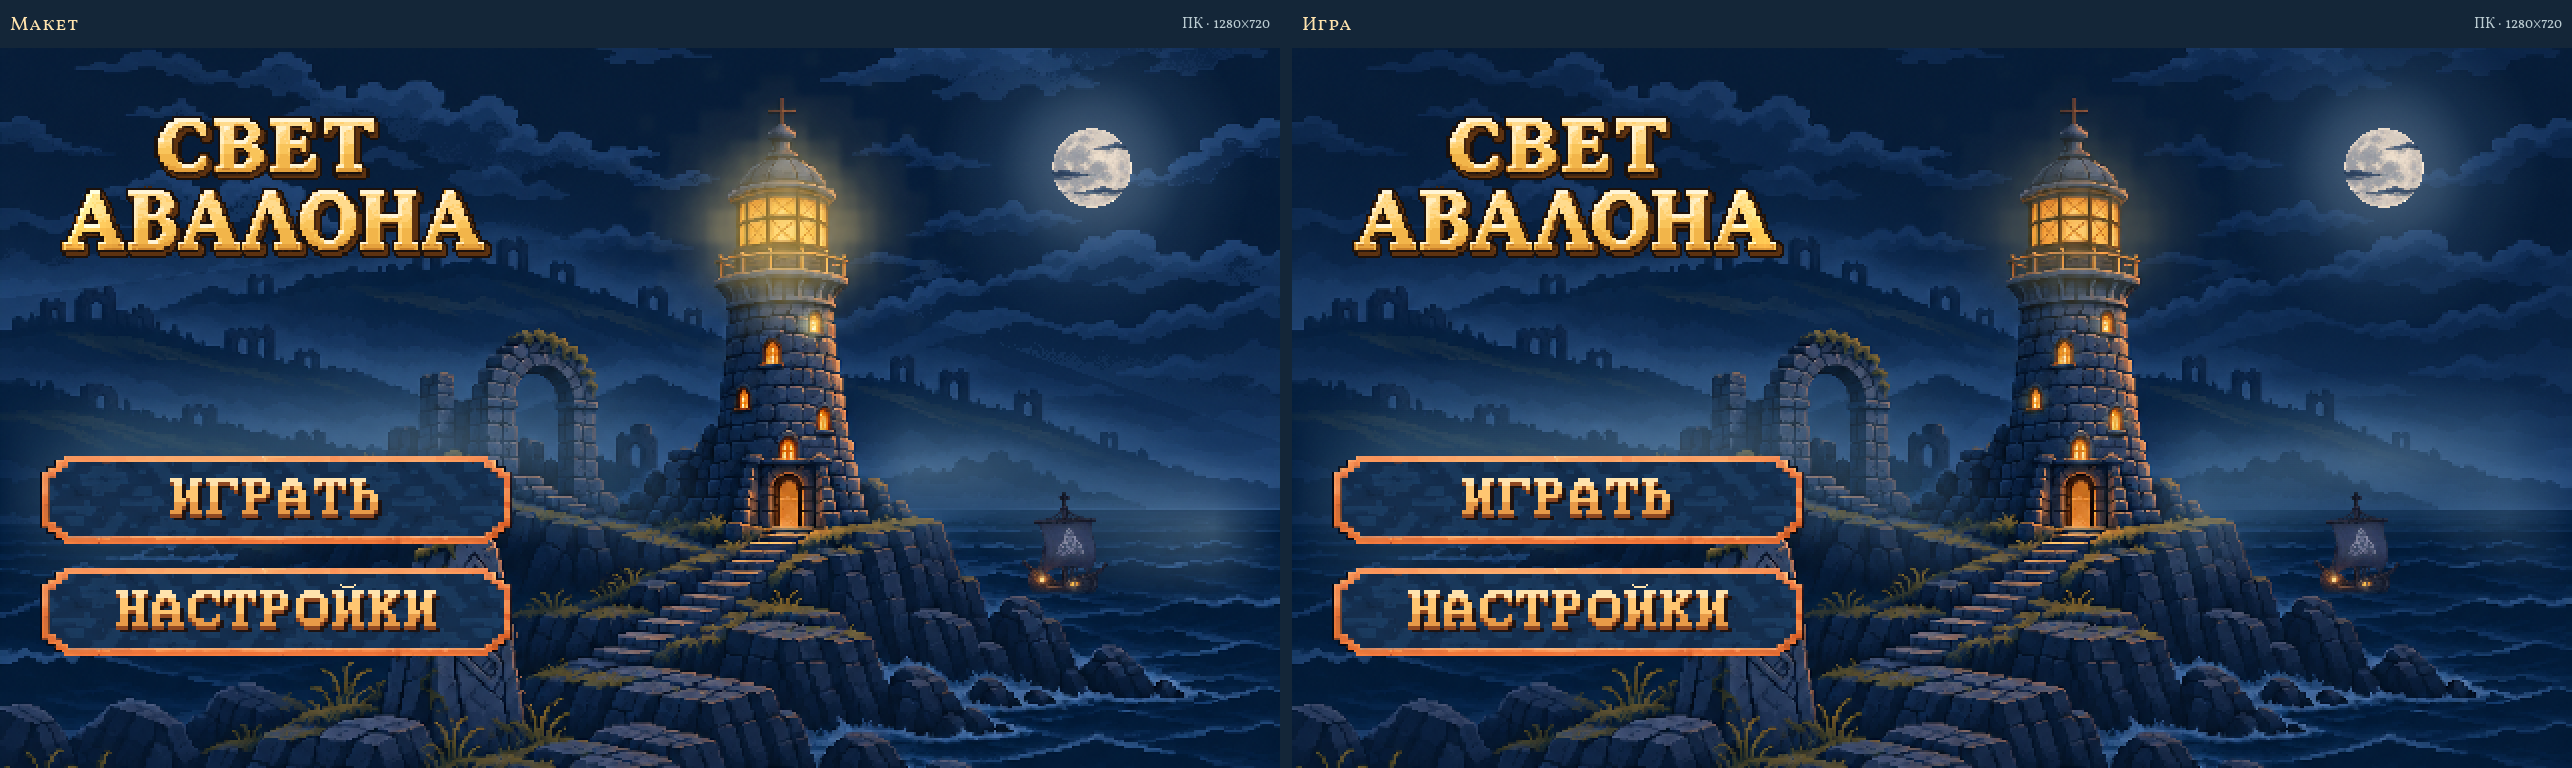 Макет
ПК · 1280×720
СВЕТ
АВАЛОНА
ИГРАТЬ
НАСТРОЙКИ
Игра
ПК · 1280×720
СВЕТ
АВАЛОНА
ИГРАТЬ
НАСТРОЙКИ